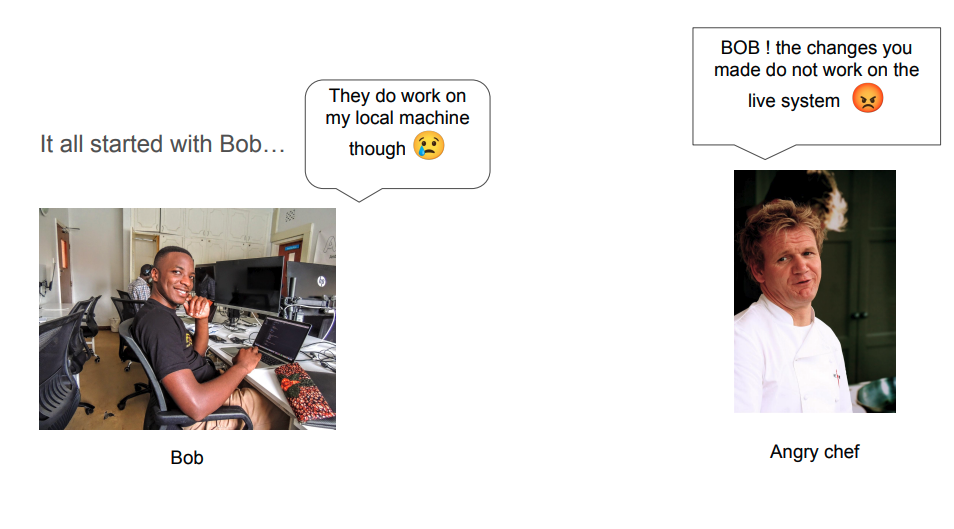 It all started with Bob…
They do work on
my local machine
though 😢
BOB ! the changes you
made do not work on the
live system 😡
Bob
Angry chef